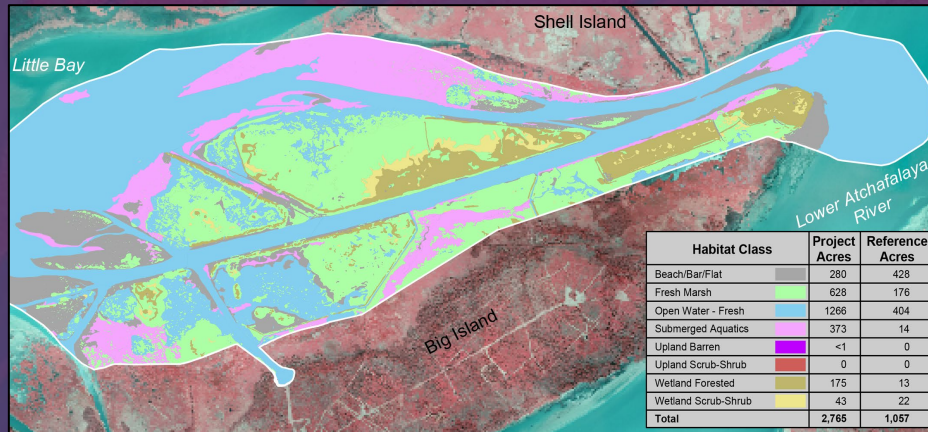 Shell Island
Little Bay
Lower Atchafalaya
River
Big Island
Habitat Class Project Acres Reference Acres
Beach/Bar/Flat 280 428
Fresh Marsh 628 176
Open Water - Fresh 1266 404
Submerged Aquatics 373 14
Upland Barren <1 0
Upland Scrub-Shrub 0 0
Wetland Forested 175 13
Wetland Scrub-Shrub 43 22
Total 2,765 1,057